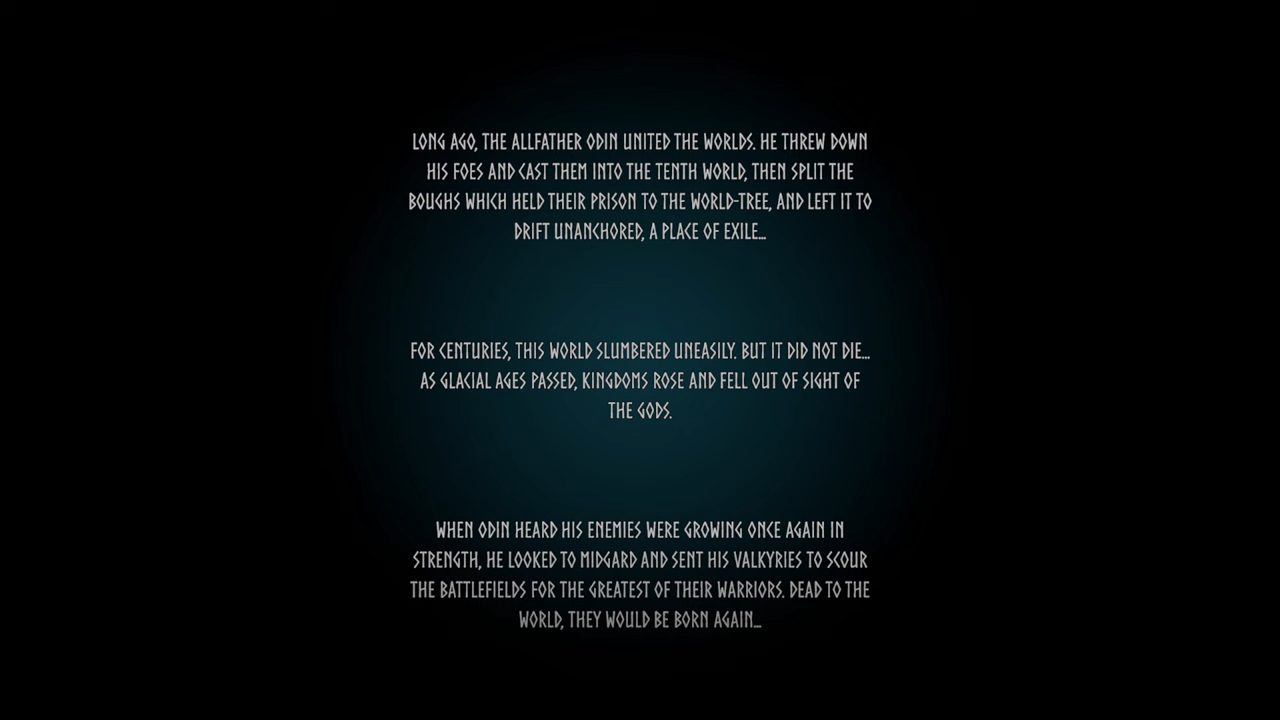 LONG AGO, THE ALLFATHER ODIN UNITED THE WORLDS. HE THREW DOWN
HIS FOES AND CAST THEM INTO THE TENTH WORLD, THEN SPLIT THE
BOUGHS WHICH HELD THEIR PRISON TO THE WORLD-TREE, AND LEFT IT TO
DRIFT UNANCHORED, A PLACE OF EXILE...
FOR CENTURIES, THIS WORLD SLUMBERED UNEASILY. BUT IT DID NOT DIE...
AS GLACIAL AGES PASSED, KINGDOMS ROSE AND FELL OUT OF SIGHT OF
THE GODS.
WHEN ODIN HEARD HIS ENEMIES WERE GROWING ONCE AGAIN IN
STRENGTH, HE LOOKED TO MIDGARD AND SENT HIS VALKYRIES TO SCOUR
THE BATTLEFIELDS FOR THE GREATEST OF THEIR WARRIORS. DEAD TO THE
WORLD, THEY WOULD BE BORN AGAIN...